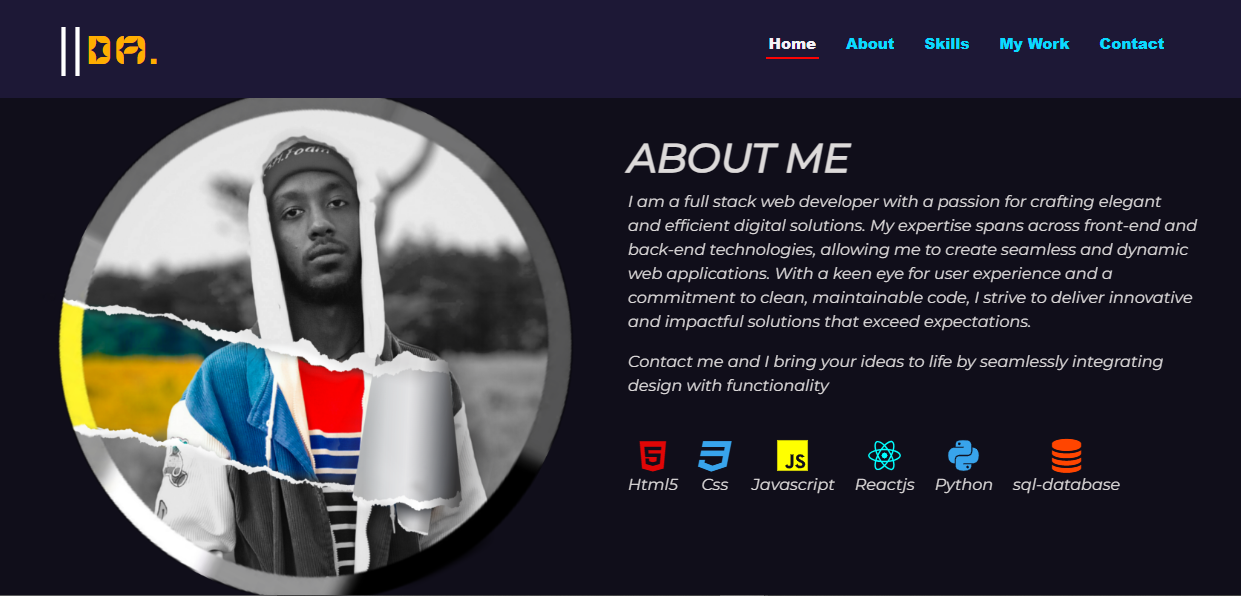 DA.
Home About Skills My Work Contact
ABOUT ME
I am a full stack web developer with a passion for crafting elegant
and efficient digital solutions. My expertise spans across front-end and
back-end technologies, allowing me to create seamless and dynamic
web applications. With a keen eye for user experience and a
commitment to clean, maintainable code, I strive to deliver innovative
and impactful solutions that exceed expectations.
Contact me and I bring your ideas to life by seamlessly integrating
design with functionality
5 JS
Html5 Css Javascript Reactjs Python sql-database